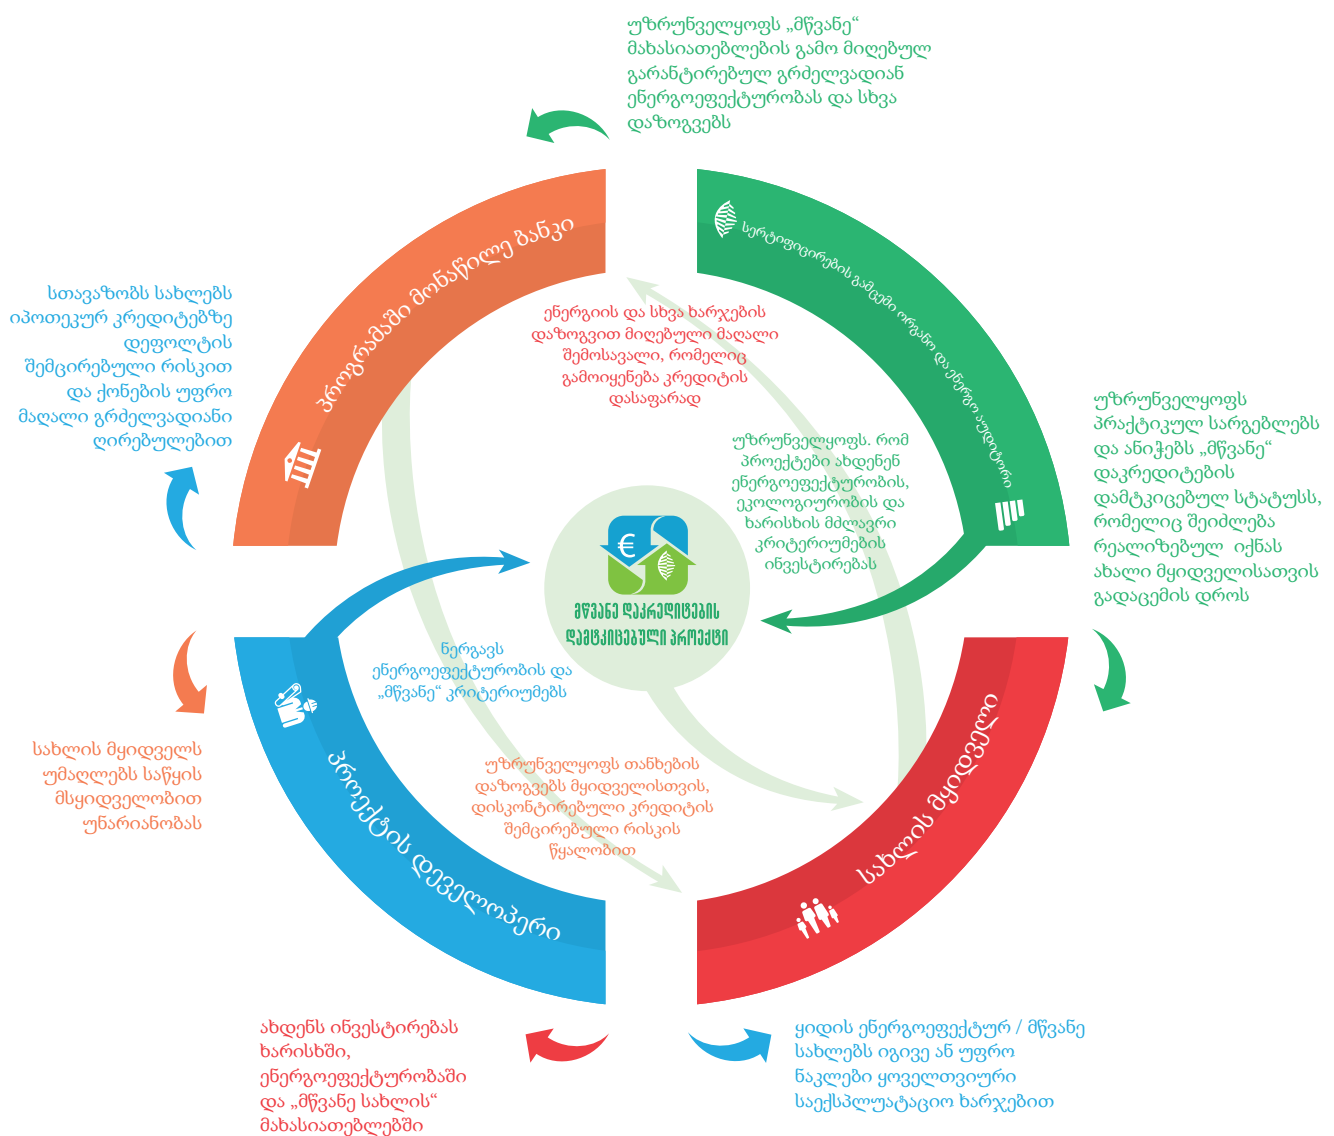 უზრუნველყოფს „მწვანე“
მახასიათებლების გამო მიღებულ
გარანტირებულ გრძელვადიან
ენერგოეფექტურობას და სხვა
დაზოგვებს
პროგრამაში მონაწილე ბანკი
სერტიფიცირების გამცემი ორგანო და ენერგო აუდიტორი
სთავაზობს სახლებს
იპოთეკურ კრედიტებზე
დეფოლტის
შემცირებული რისკით
და ქონების უფრო
მაღალი გრძელვადიანი
ღირებულებით
ენერგიის და სხვა ხარჯების
დაზოგვით მიღებული მაღალი
შემოსავალი, რომელიც
გამოიყენება კრედიტის
დასაფარად
უზრუნველყოფს. რომ
პროექტები ახდენენ
ენერგოეფექტურობის,
ეკოლოგიურობის და
ხარისხის მძლავრი
კრიტერიუმების
ინვესტირებას
უზრუნველყოფს
პრაქტიკულ სარგებლებს
და ანიჭებს „მწვანე“
დაკრედიტების
დამტკიცებულ სტატუსს,
რომელიც შეიძლება
რეალიზებულ იქნას
ახალი მყიდველისათვის
გადაცემის დროს
€
მწვანე დაკრედიტების
დამტკიცებული პროექტი
ნერგავს
ენერგოეფექტურობის და
„მწვანე“ კრიტერიუმებს
სახლის მყიდველს
უმაღლებს საწყის
მსყიდველობით
უნარიანობას
უზრუნველყოფს თანხების
დაზოგვებს მყიდველისთვის,
დისკონტირებული კრედიტის
შემცირებული რისკის
წყალობით
პროექტის დეველოპერი
სახლის მყიდველი
ახდენს ინვესტირებას
ხარისხში,
ენერგოეფექტურობაში
და „მწვანე სახლის“
მახასიათებლებში
ყიდის ენერგოეფექტურ / მწვანე
სახლებს იგივე ან უფრო
ნაკლები ყოველთვიური
საექსპლუატაციო ხარჯებით